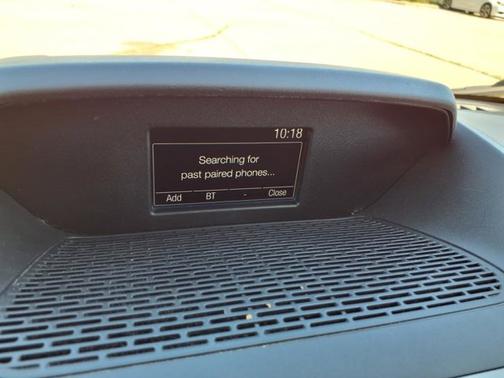 10:18
Searching for
past paired phones...
Add BT - Close